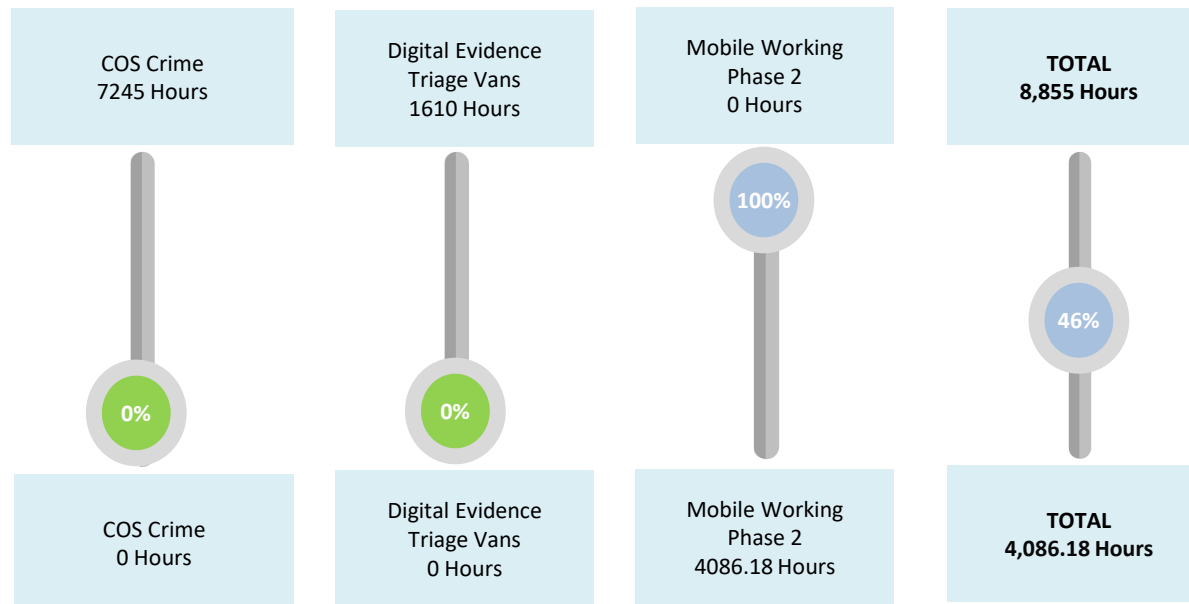 COS Crime
7245 Hours
Digital Evidence
Triage Vans
1610 Hours
Mobile Working
Phase 2
0 Hours
TOTAL
8,855 Hours
100%
46%
0%
0%
COS Crime
0 Hours
Digital Evidence
Triage Vans
0 Hours
Mobile Working
Phase 2
4086.18 Hours
TOTAL
4,086.18 Hours